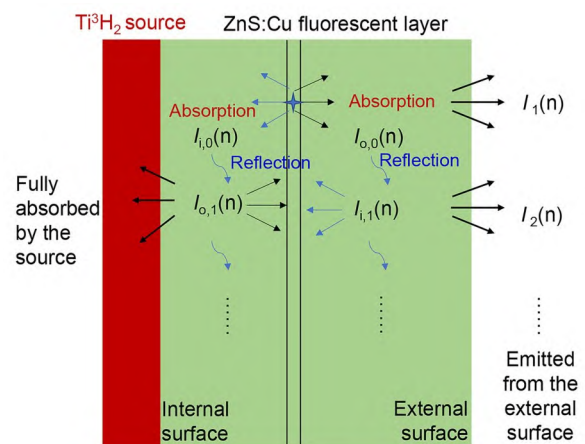 Ti³H₂ source
ZnS:Cu fluorescent layer
Absorption
Absorption
I₁(n)
Iᵢ,₀(n)
Iₒ,₀(n)
Reflection
Reflection
Fully
absorbed
by the
source
Iₒ,₁(n)
Iᵢ,₁(n)
I₂(n)
Internal
surface
External
surface
Emitted
from the
external
surface